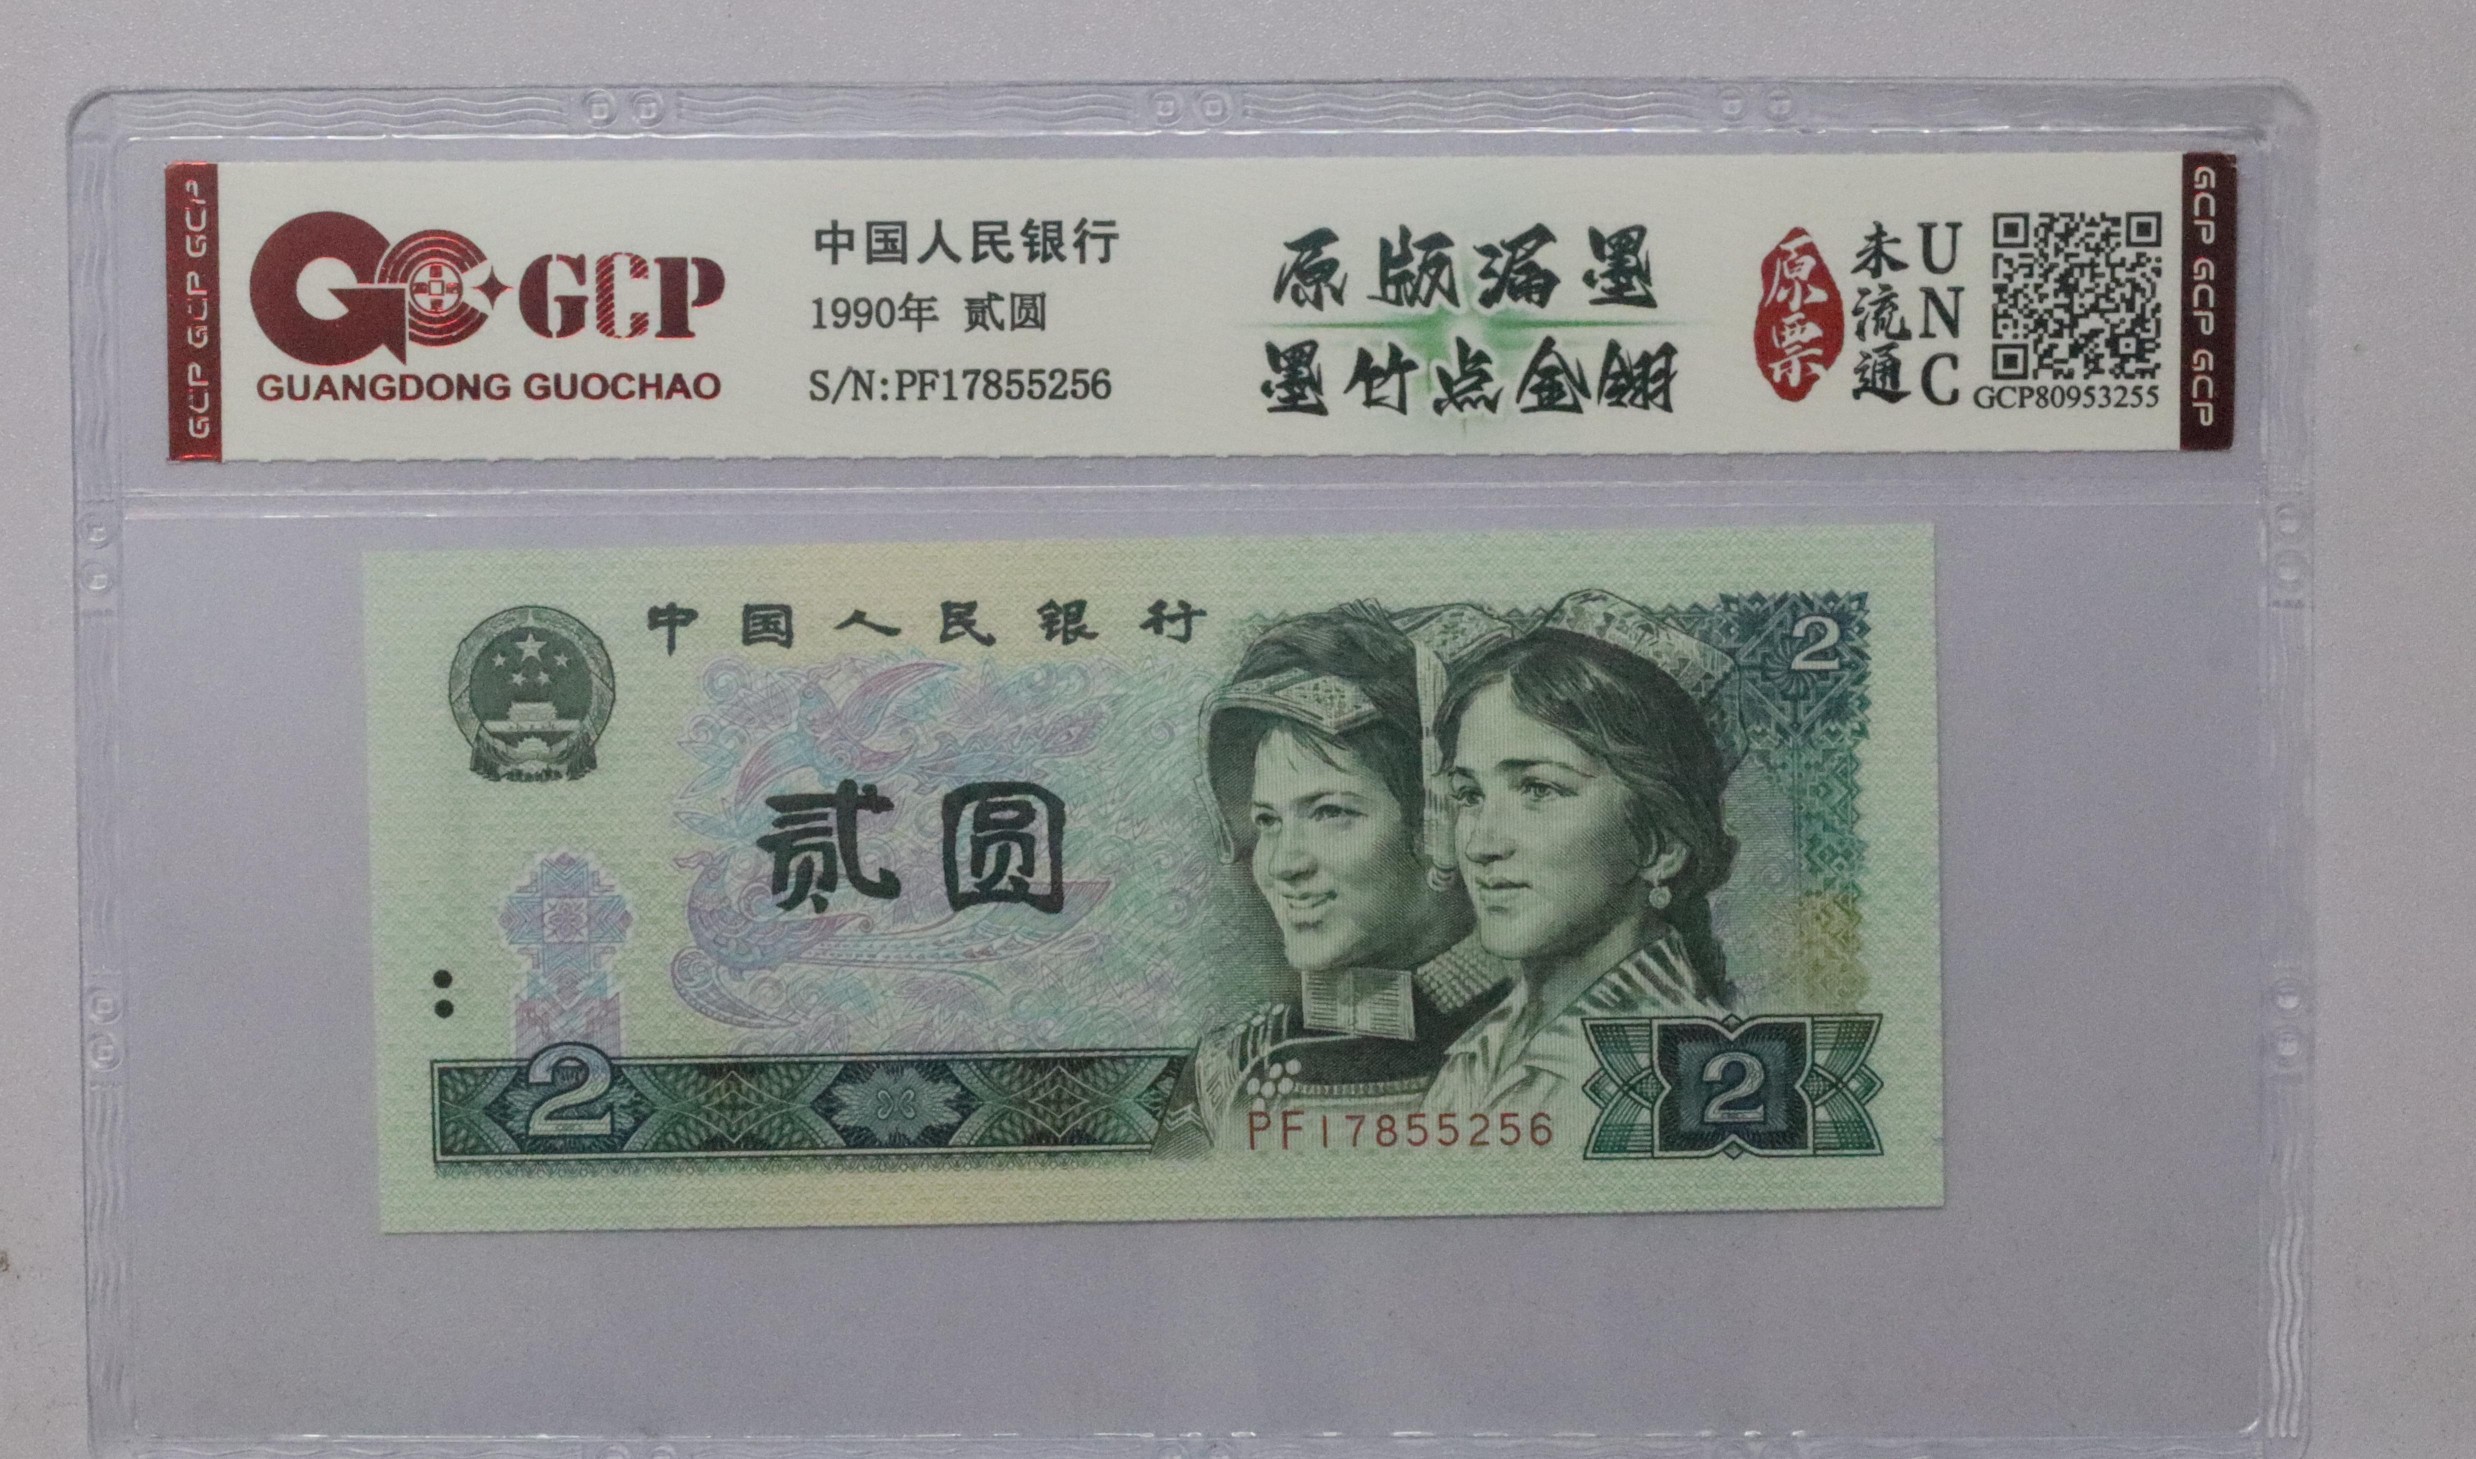 GCP GCP GCP
GCP
GUANGDONG GUOCHAO
中国人民银行
1990年 贰圆
S/N:PF17855256
原版漏墨
墨竹点金翎
原票
未流通
UNC
GCP80953255
GCP GCP GCP
中国人民银行
2
贰圆
2
PF17855256
2